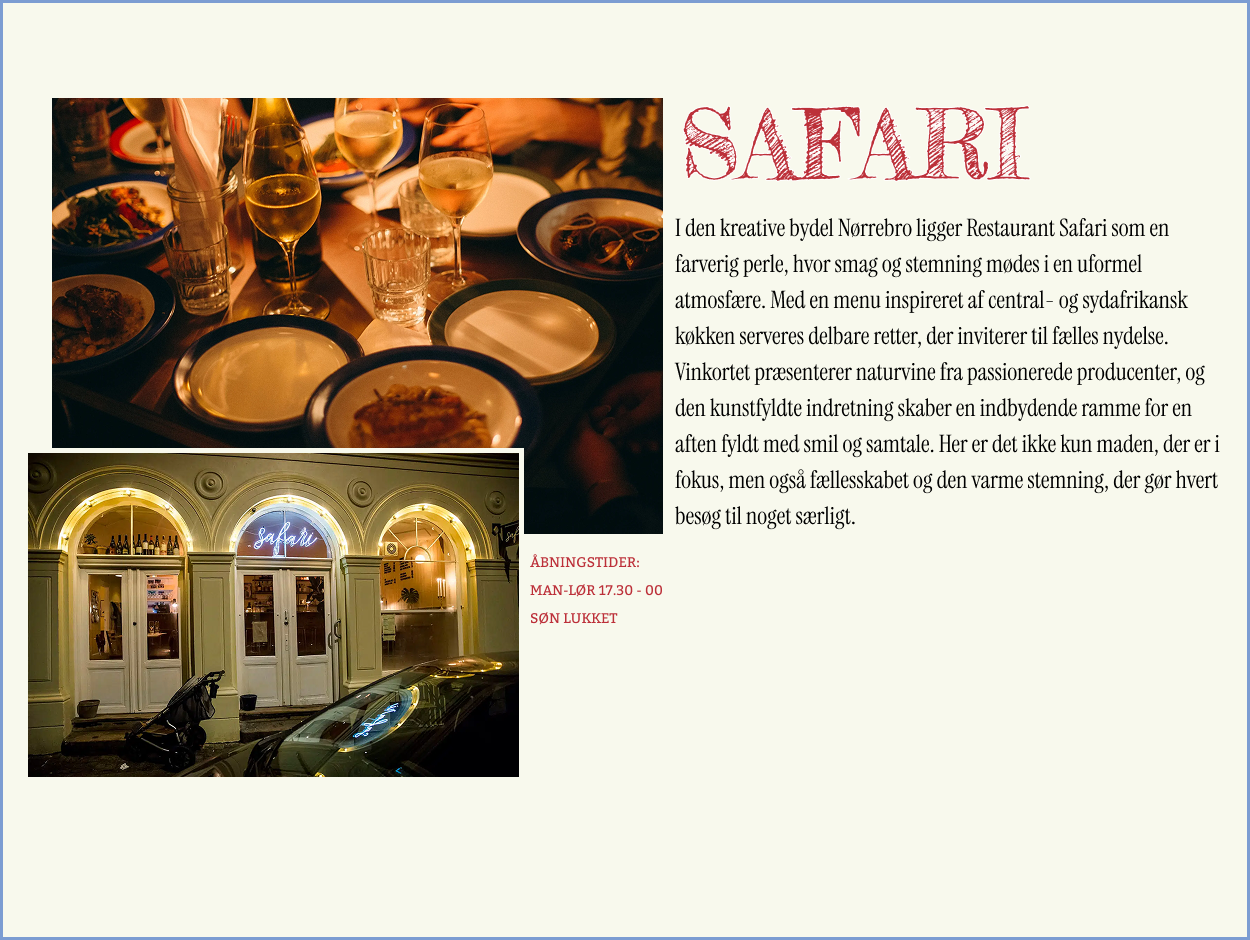 SAFARI
I den kreative bydel Nørrebro ligger Restaurant Safari som en
farverig perle, hvor smag og stemning mødes i en uformel
atmosfære. Med en menu inspireret af central- og sydafrikansk
køkken serveres delbare retter, der inviterer til fælles nydelse.
Vinkortet præsenterer naturvine fra passionerede producenter, og
den kunstfyldte indretning skaber en indbydende ramme for en
aften fyldt med smil og samtale. Her er det ikke kun maden, der er i
fokus, men også fællesskabet og den varme stemning, der gør hvert
besøg til noget særligt.
safari
ÅBNINGSTIDER:
MAN-LØR 17.30 - 00
SØN LUKKET